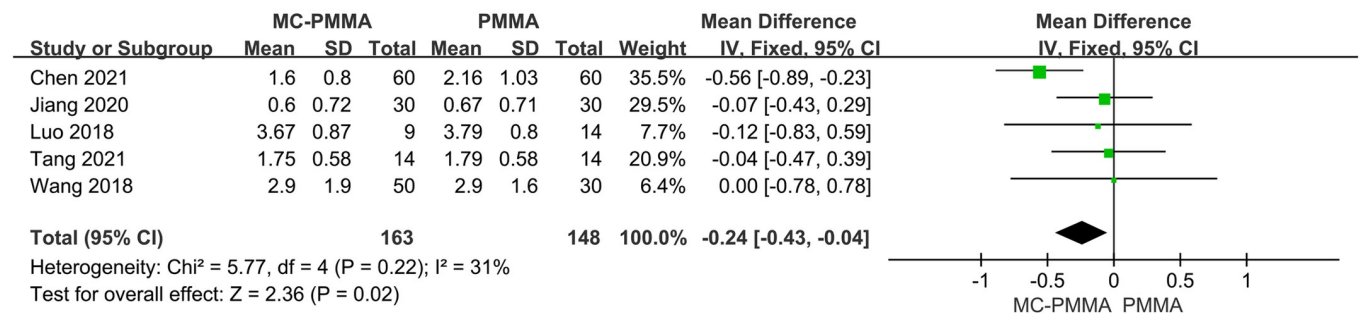 MC-PMMA PMMA Mean Difference Mean Difference
Study or Subgroup Mean SD Total Mean SD Total Weight IV, Fixed, 95% CI IV, Fixed, 95% CI
Chen 2021 1.6 0.8 60 2.16 1.03 60 35.5% -0.56 [-0.89, -0.23]
Jiang 2020 0.6 0.72 30 0.67 0.71 30 29.5% -0.07 [-0.43, 0.29]
Luo 2018 3.67 0.87 9 3.79 0.8 14 7.7% -0.12 [-0.83, 0.59]
Tang 2021 1.75 0.58 14 1.79 0.58 14 20.9% -0.04 [-0.47, 0.39]
Wang 2018 2.9 1.9 50 2.9 1.6 30 6.4% 0.00 [-0.78, 0.78]
Total (95% CI) 163 148 100.0% -0.24 [-0.43, -0.04]
Heterogeneity: Chi² = 5.77, df = 4 (P = 0.22); I² = 31%
Test for overall effect: Z = 2.36 (P = 0.02)
-1 -0.5 0 0.5 1
MC-PMMA PMMA